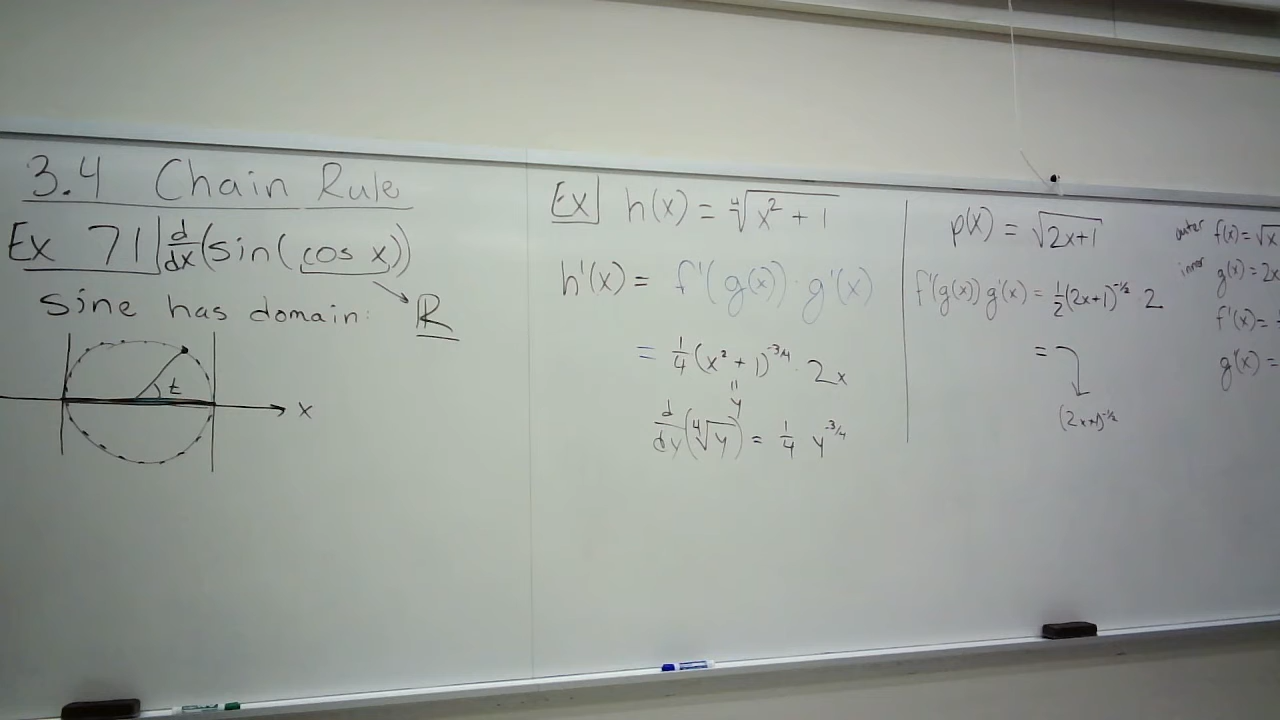 3.4 Chain Rule
Ex 71 d/dx (sin(cos x))
Sine has domain: ℝ
t
x
Ex h(x) = ∜(x² + 1)
h'(x) = f'(g(x)) · g'(x)
= 1/4 (x² + 1)^(-3/4) · 2x
=
y
d/dy (∜y) = 1/4 y^(-3/4)
p(x) = √(2x+1)
f'(g(x)) g'(x) = 1/2 (2x+1)^(-1/2) · 2
=
(2x+1)^(-1/2)
outer f(x) = √x
inner g(x) = 2x
f'(x) =
g'(x) =